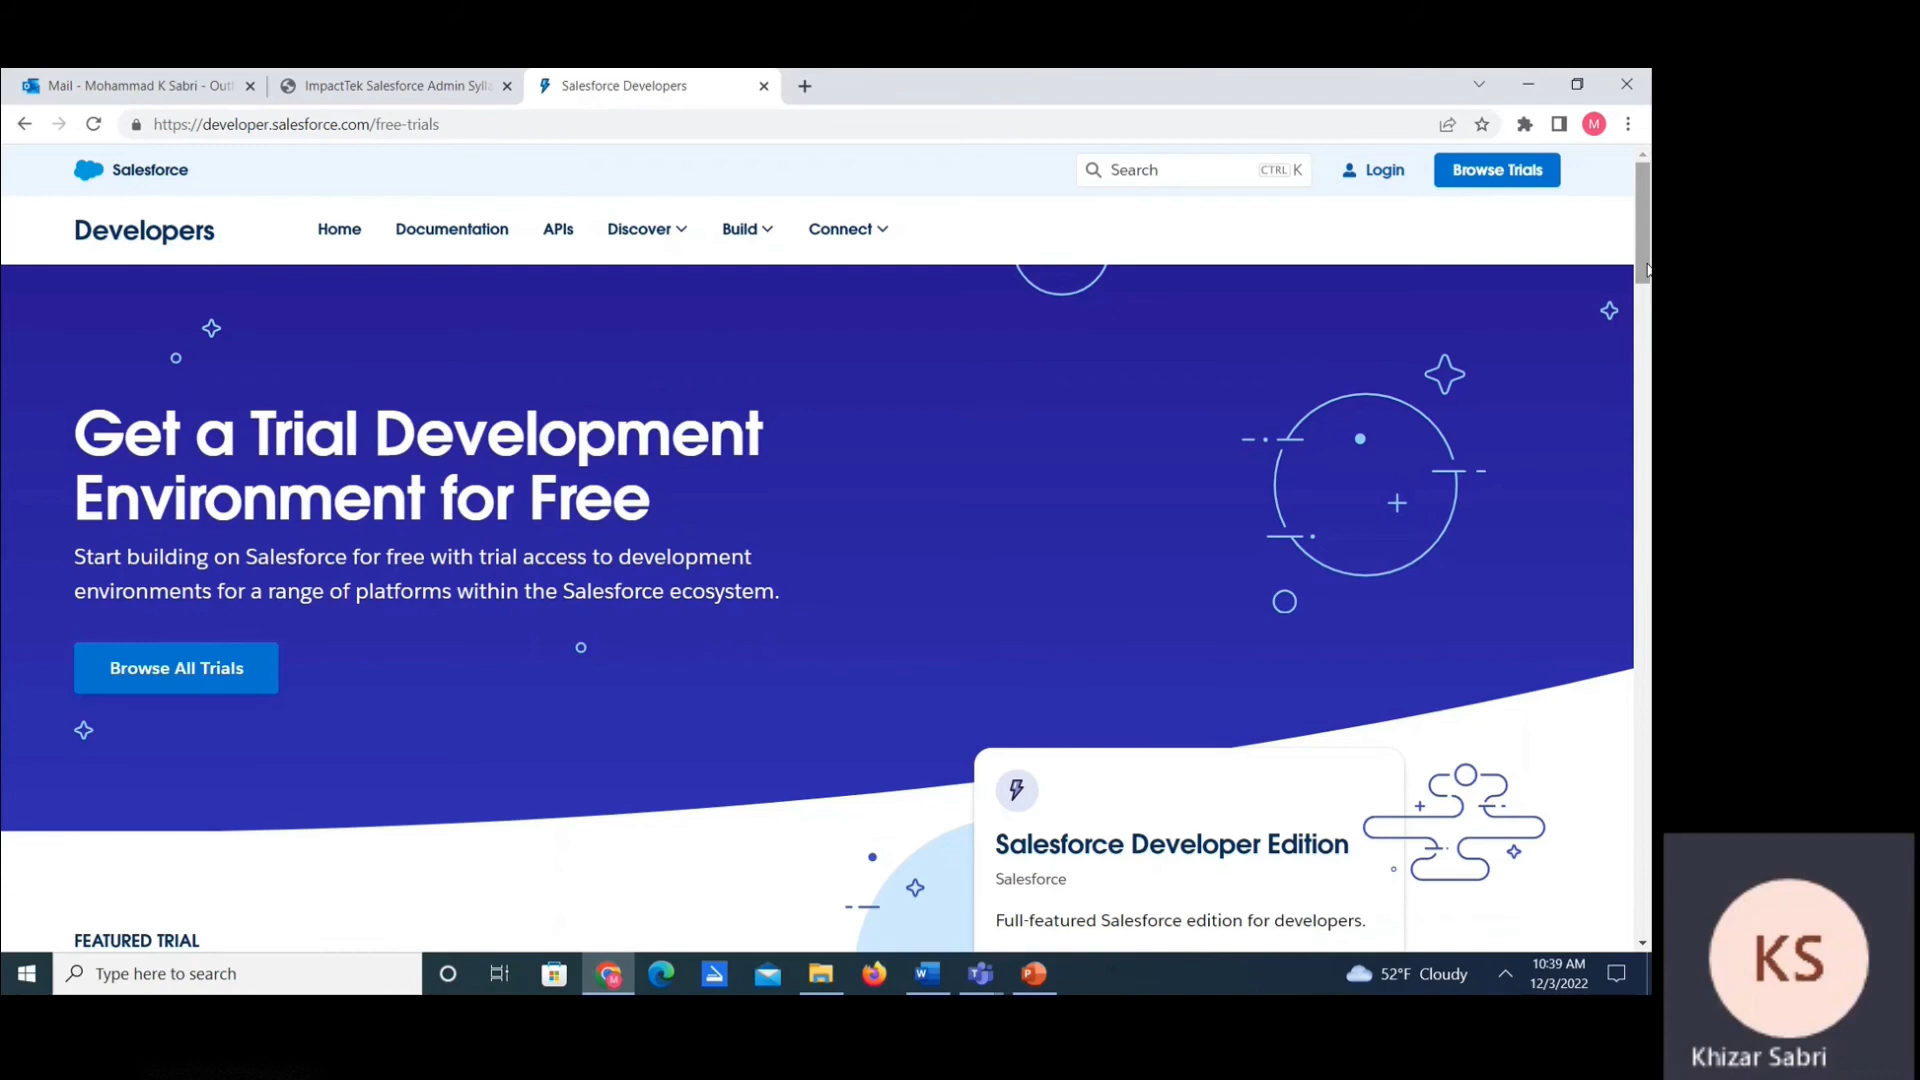 Mail - Mohammad K Sabri - Outl
ImpactTek Salesforce Admin Sylla
Salesforce Developers
https://developer.salesforce.com/free-trials
M
Salesforce
Search
CTRL K
Login
Browse Trials
Developers
Home
Documentation
APIs
Discover
Build
Connect
Get a Trial Development
Environment for Free
Start building on Salesforce for free with trial access to development
environments for a range of platforms within the Salesforce ecosystem.
Browse All Trials
Salesforce Developer Edition
Salesforce
Full-featured Salesforce edition for developers.
FEATURED TRIAL
Type here to search
52°F Cloudy
10:39 AM
12/3/2022
KS
Khizar Sabri